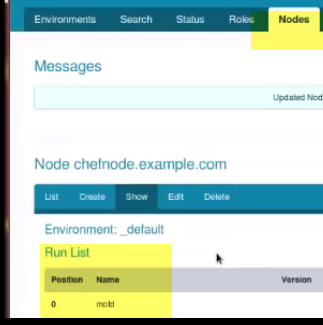 Environments Search Status Roles Nodes
Messages
Updated Nod
Node chefnode.example.com
List Create Show Edit Delete
Environment: _default
Run List
Position Name Version
0 motd